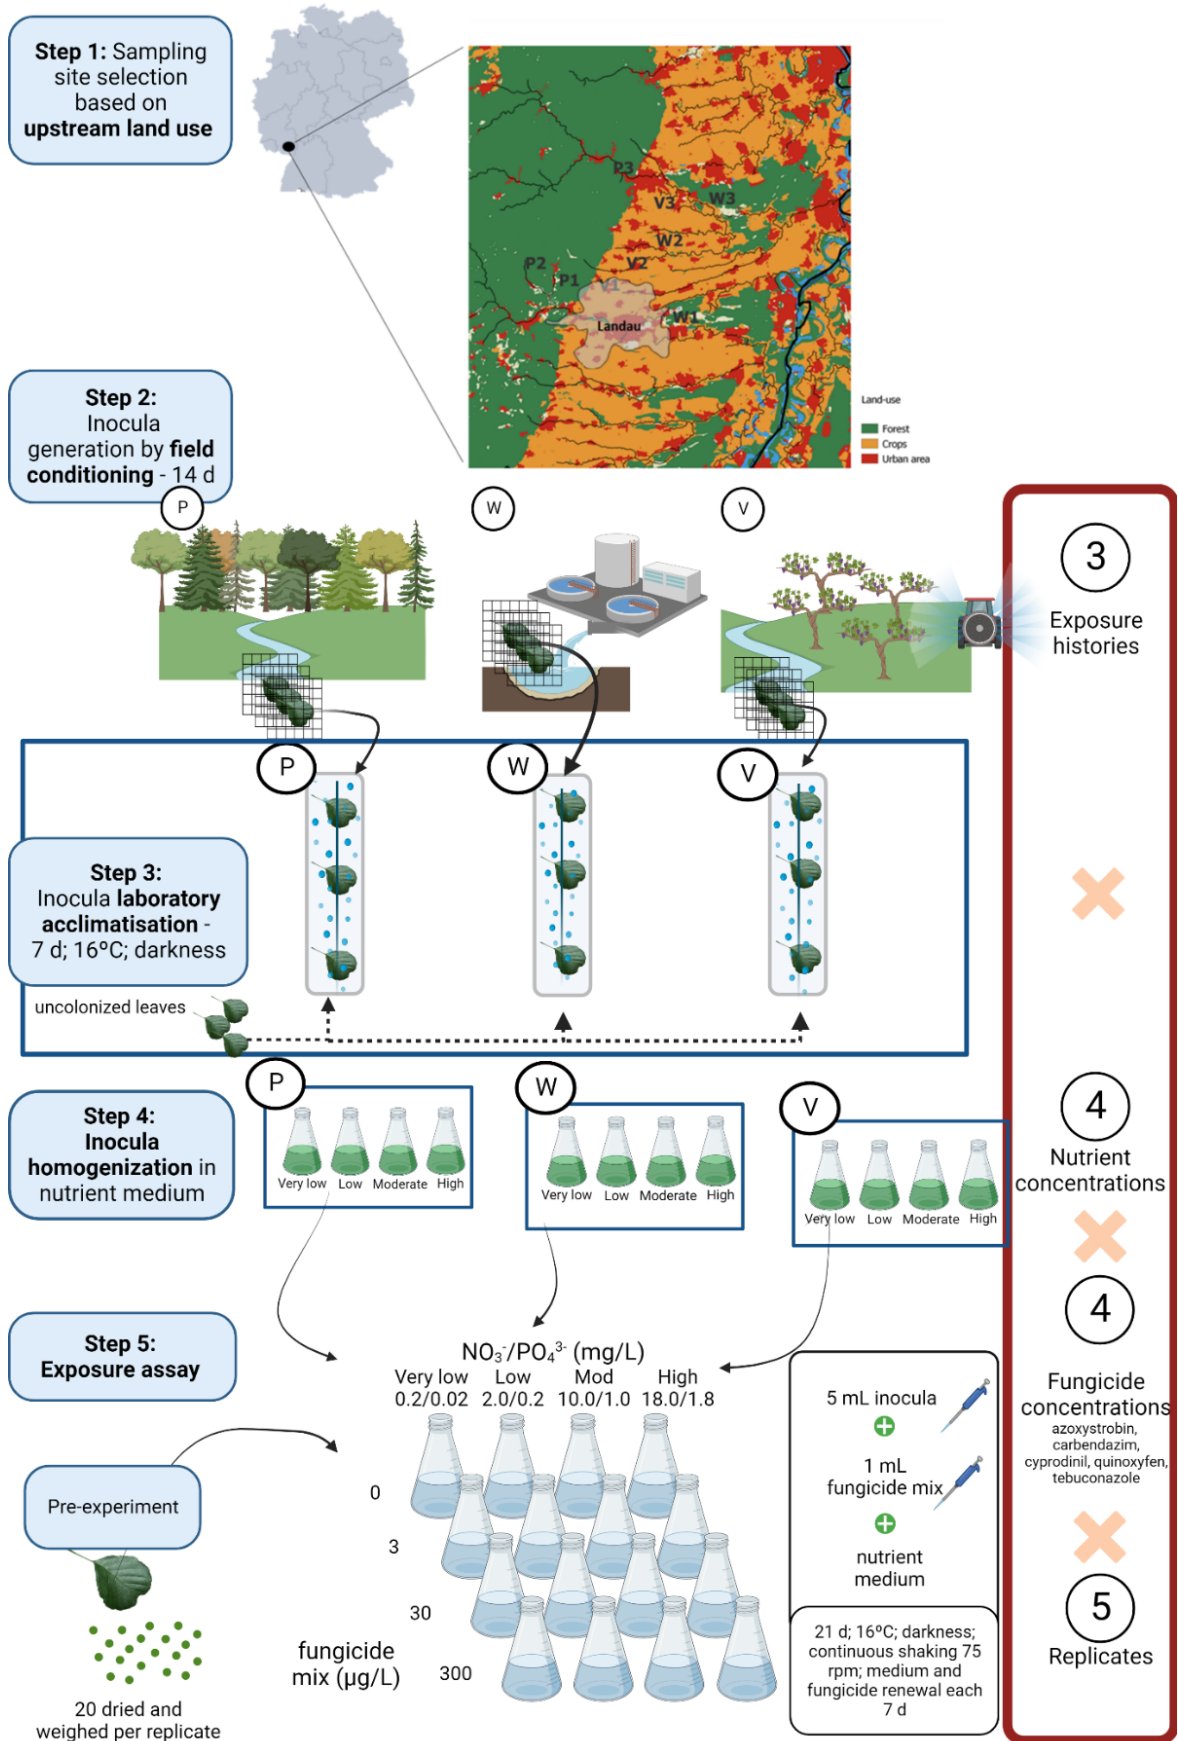 Step 1: Sampling
site selection
based on
upstream land use
P3
V3
W3
W2
V2
P2
P1
V1
W1
Landau
Land-use
Forest
Crops
Urban area
Step 2:
Inocula
generation by field
conditioning - 14 d
P
W
V
3
Exposure
histories
P
W
V
Step 3:
Inocula laboratory
acclimatisation -
7 d; 16ºC; darkness
uncolonized leaves
Step 4:
Inocula
homogenization in
nutrient medium
P
Very low Low Moderate High
W
Very low Low Moderate High
V
Very low Low Moderate High
4
Nutrient
concentrations
4
Fungicide
concentrations
azoxystrobin,
carbendazim,
cyprodinil, quinoxyfen,
tebuconazole
5
Replicates
Step 5:
Exposure assay
NO₃⁻/PO₄³⁻ (mg/L)
Very low Low Mod High
0.2/0.02 2.0/0.2 10.0/1.0 18.0/1.8
0
3
30
300
fungicide
mix (µg/L)
Pre-experiment
20 dried and
weighed per replicate
5 mL inocula
1 mL
fungicide mix
nutrient
medium
21 d; 16ºC; darkness;
continuous shaking 75
rpm; medium and
fungicide renewal each
7 d